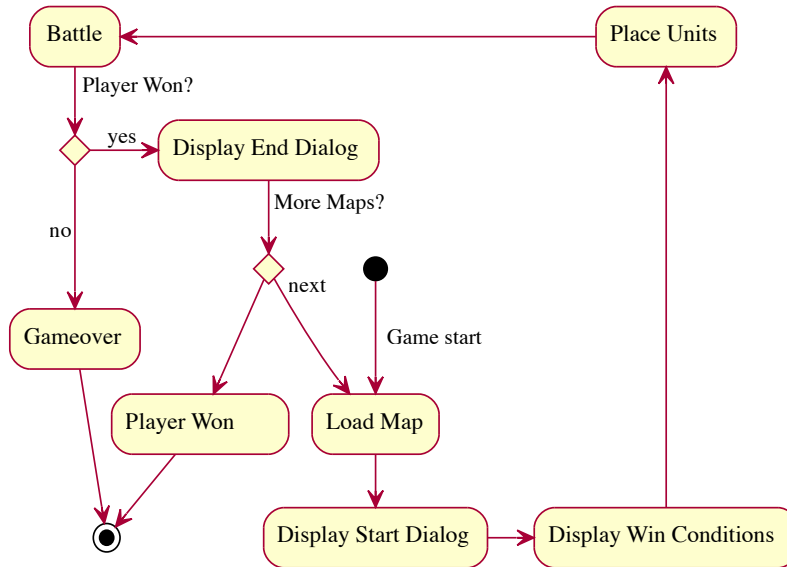 Battle
Place Units
Player Won?
yes
Display End Dialog
More Maps?
no
next
Gameover
Game start
Player Won
Load Map
Display Start Dialog
Display Win Conditions